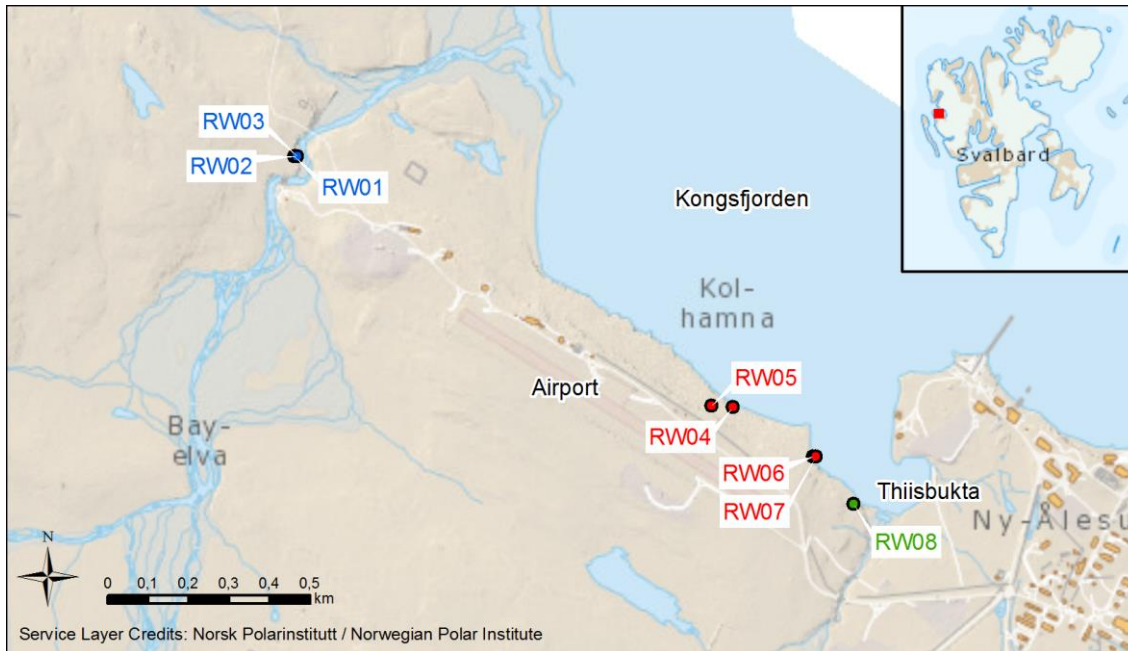 RW03
RW02
RW01
Kongsfjorden
Svalbard
Kol-
hamna
Airport
RW05
RW04
Bay-
elva
RW06
RW07
Thiisbukta
Ny-Ålesu
RW08
N
0 0,1 0,2 0,3 0,4 0,5
km
Service Layer Credits: Norsk Polarinstitutt / Norwegian Polar Institute